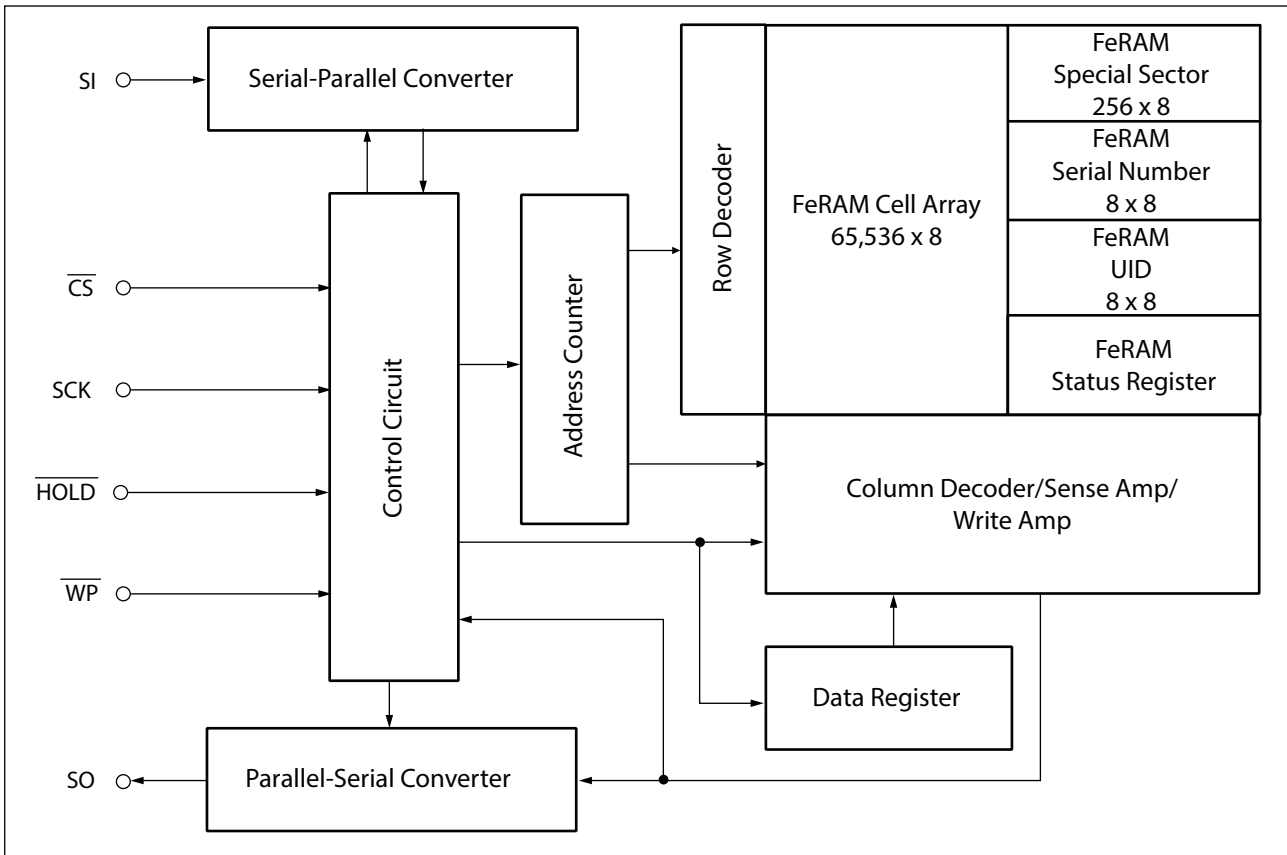 SI
Serial-Parallel Converter
CS
SCK
HOLD
WP
SO
Control Circuit
Address Counter
Row Decoder
FeRAM Cell Array
65,536 x 8
FeRAM
Special Sector
256 x 8
FeRAM
Serial Number
8 x 8
FeRAM
UID
8 x 8
FeRAM
Status Register
Column Decoder/Sense Amp/
Write Amp
Data Register
Parallel-Serial Converter